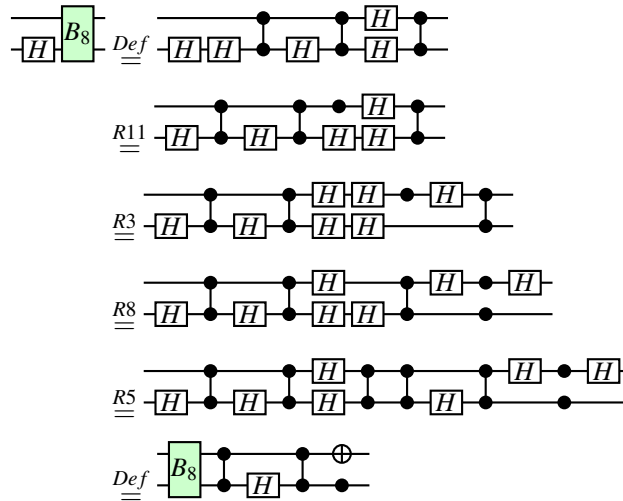 B₈ H
H Def = H H H
H
R11 = H H H H
H H H
R3 = H H H H
H H H
R8 = H H H H
H H H
R5 = H H H H
B₈
Def = H